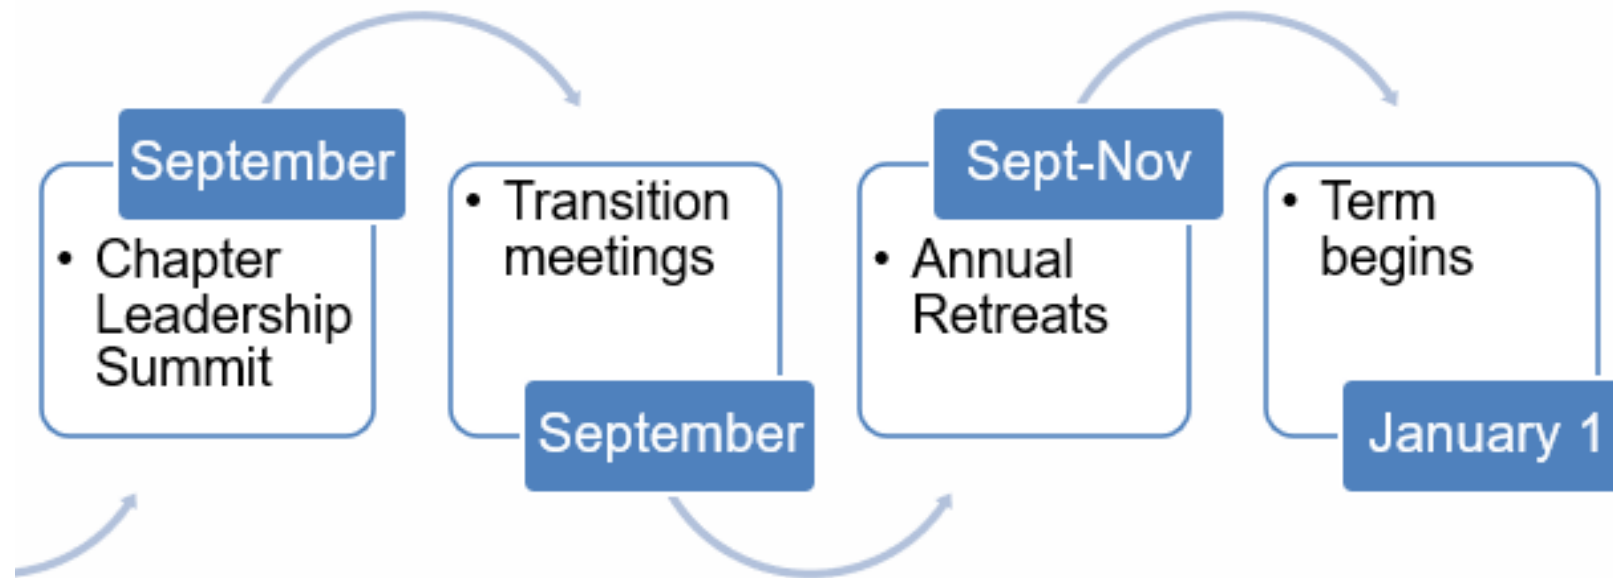 September
• Chapter
Leadership
Summit
• Transition
meetings
September
Sept-Nov
• Annual
Retreats
• Term
begins
January 1